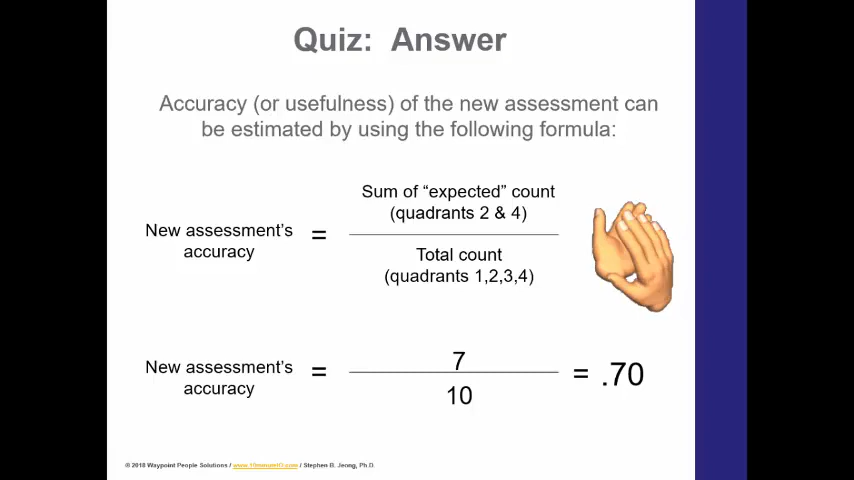 Quiz: Answer
Accuracy (or usefulness) of the new assessment can
be estimated by using the following formula:
Sum of “expected” count
(quadrants 2 & 4)
New assessment’s
accuracy
=
Total count
(quadrants 1,2,3,4)
New assessment’s
accuracy
=
7
10
= .70
© 2018 Waypoint People Solutions / / Stephen B. Jeong, Ph.D.